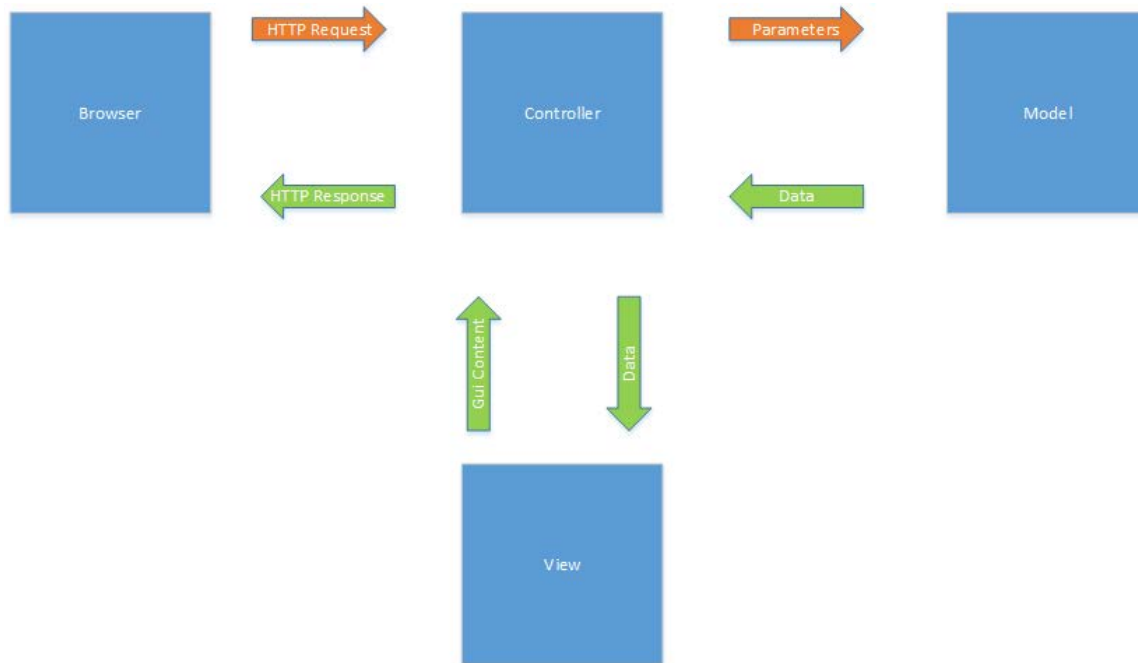 HTTP Request
Parameters
Browser
Controller
Model
HTTP Response
Data
Gui Content
Data
View